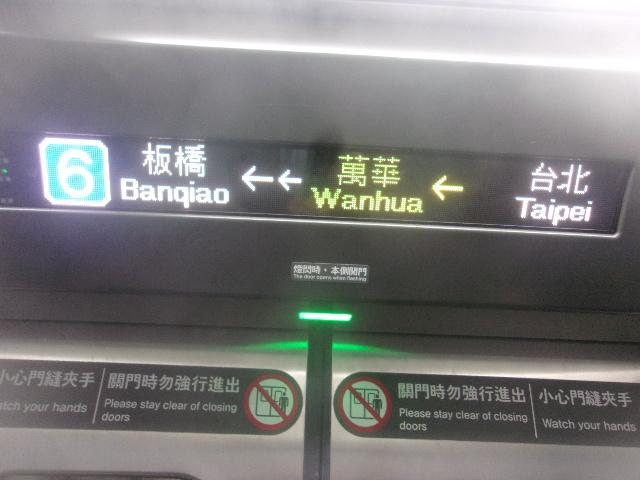 6 板橋 ←← 萬華 ← 台北
Banqiao Wanhua Taipei
燈閃時，本側開門
The door opens when flashing
小心門縫夾手
關門時勿強行進出
atch your hands
Please stay clear of closing
doors
關門時勿強行進出
小心門縫夾手
Please stay clear of closing
doors
Watch your hands